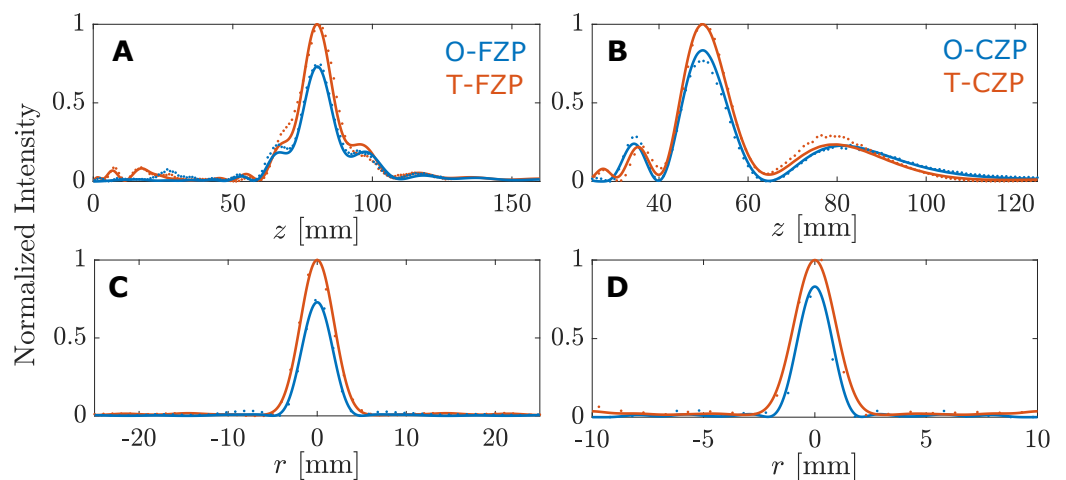 Normalized Intensity
A
O-FZP
T-FZP
1
0.5
0
0 50 100 150
z [mm]
B
O-CZP
T-CZP
1
0.5
0
40 60 80 100 120
z [mm]
C
1
0.5
0
-20 -10 0 10 20
r [mm]
D
1
0.5
0
-10 -5 0 5 10
r [mm]